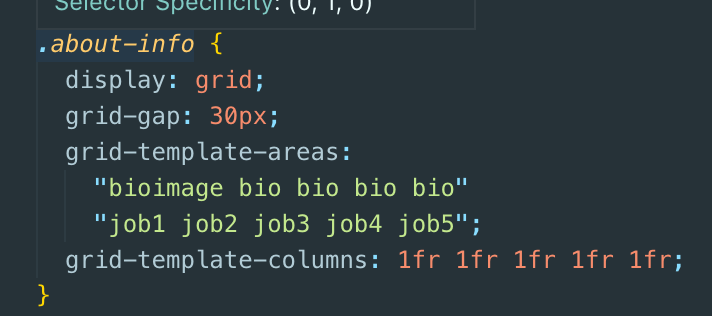 Selector Specificity: (0, 1, 0)
.about-info {
display: grid;
grid-gap: 30px;
grid-template-areas:
"bioimage bio bio bio bio"
"job1 job2 job3 job4 job5";
grid-template-columns: 1fr 1fr 1fr 1fr 1fr;
}